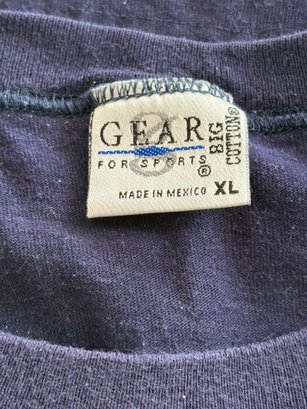 GEAR
FOR SPORTS®
BIG
COTTON®
MADE IN MEXICO XL